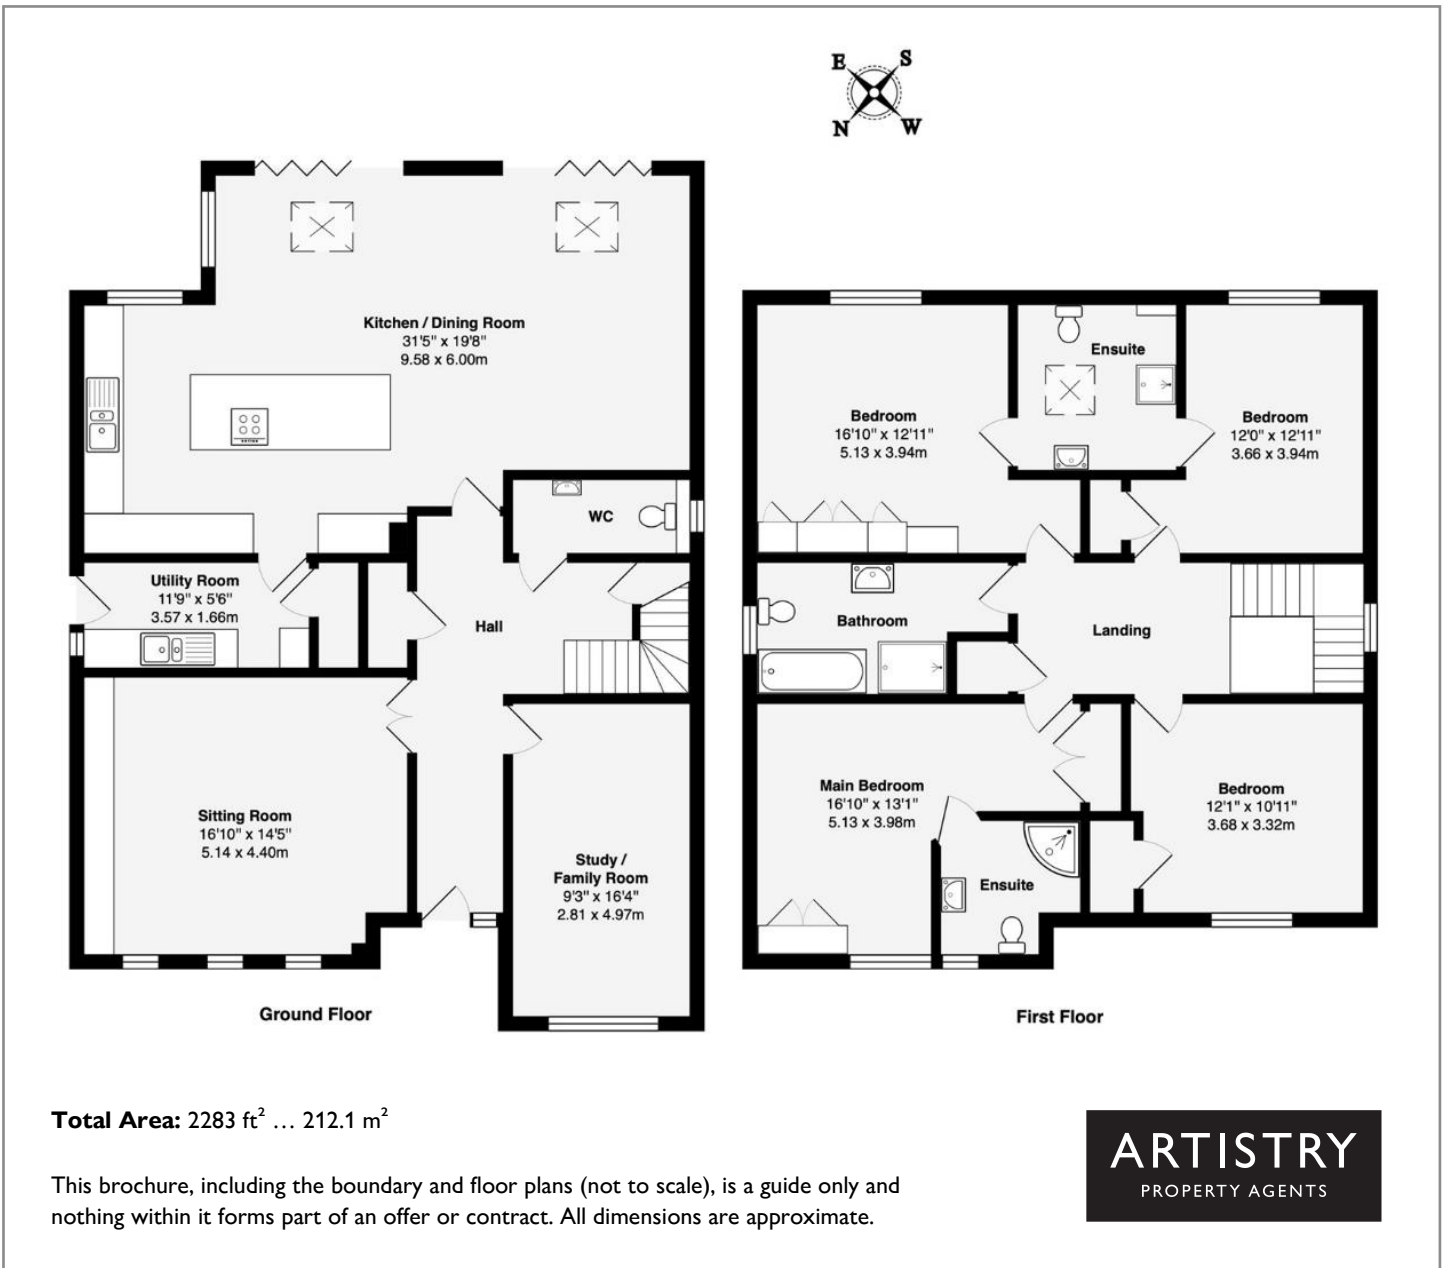 E S
N W
Kitchen / Dining Room
31'5" x 19'8"
9.58 x 6.00m
WC
Utility Room
11'9" x 5'6"
3.57 x 1.66m
Hall
Sitting Room
16'10" x 14'5"
5.14 x 4.40m
Study /
Family Room
9'3" x 16'4"
2.81 x 4.97m
Ground Floor
Ensuite
Bedroom
16'10" x 12'11"
5.13 x 3.94m
Bedroom
12'0" x 12'11"
3.66 x 3.94m
Bathroom
Landing
Main Bedroom
16'10" x 13'1"
5.13 x 3.98m
Bedroom
12'1" x 10'11"
3.68 x 3.32m
Ensuite
First Floor
Total Area: 2283 ft² … 212.1 m²
This brochure, including the boundary and floor plans (not to scale), is a guide only and
nothing within it forms part of an offer or contract. All dimensions are approximate.
ARTISTRY
PROPERTY AGENTS